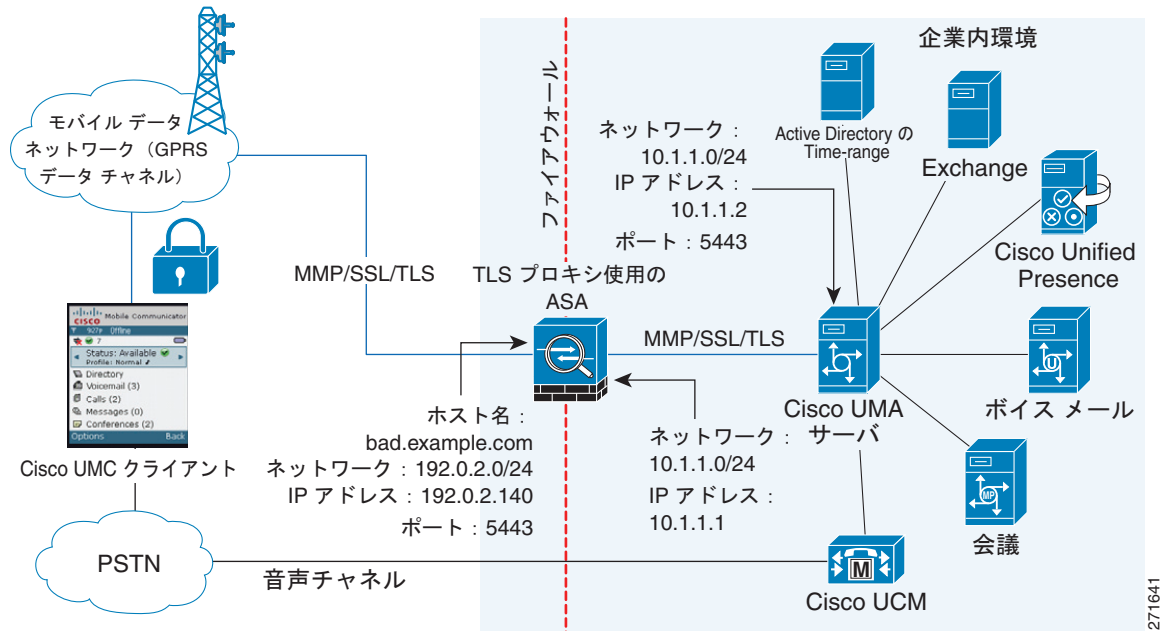 企業内環境
モバイル データ
ネットワーク（GPRS
データ チャネル）
ファイアウォール
ネットワーク：
10.1.1.0/24
IP アドレス：
10.1.1.2
ポート：5443
Active Directory の
Time-range
Exchange
Cisco Unified
Presence
MMP/SSL/TLS
TLS プロキシ使用の
ASA
MMP/SSL/TLS
CISCO Mobile Communicator
927p Offline
7
Status: Available
Profile: Normal
Directory
Voicemail (3)
Calls (2)
Messages (0)
Conferences (2)
Options Back
Cisco UMC クライアント
ホスト名：
bad.example.com
ネットワーク：192.0.2.0/24
IP アドレス：192.0.2.140
ポート：5443
ネットワーク：
10.1.1.0/24
IP アドレス：
10.1.1.1
Cisco UMA
サーバ
U
ボイス メール
MP
会議
PSTN
音声チャネル
M
Cisco UCM
271641